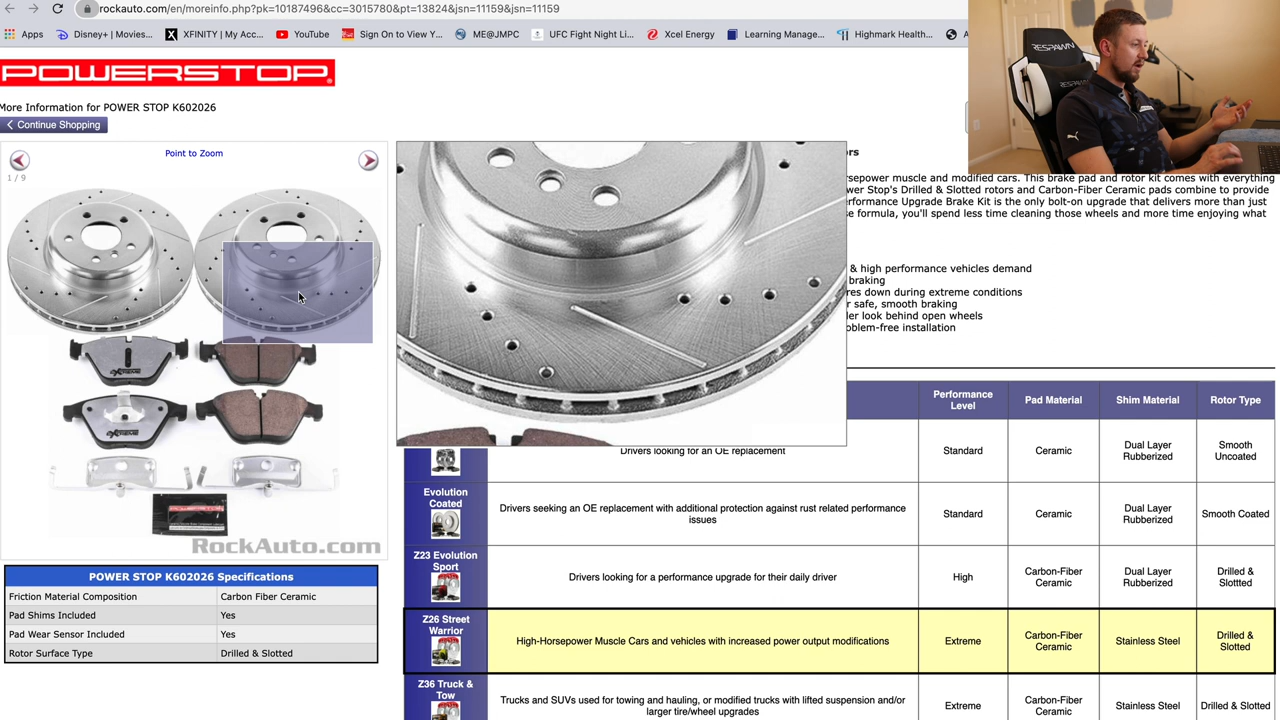 rockauto.com/en/moreinfo.php?pk=10187496&cc=3015780&pt=13824&jsn=11159&jsn=11159
Apps
Disney+ | Movies...
XFINITY | My Acc...
YouTube
Sign On to View Y...
ME@JMPC
UFC Fight Night Li...
Xcel Energy
Learning Manage...
Highmark Health...
RESPAWN
POWERSTOP
More Information for POWER STOP K602026
Continue Shopping
Point to Zoom
1 / 9
ors
rsepower muscle and modified cars. This brake pad and rotor kit comes with everything
wer Stop's Drilled & Slotted rotors and Carbon-Fiber Ceramic pads combine to provide
erformance Upgrade Brake Kit is the only bolt-on upgrade that delivers more than just
se formula, you'll spend less time cleaning those wheels and more time enjoying what
& high performance vehicles demand
braking
res down during extreme conditions
r safe, smooth braking
ler look behind open wheels
oblem-free installation
RockAuto.com
POWER STOP K602026 Specifications
Friction Material Composition Carbon Fiber Ceramic
Pad Shims Included Yes
Pad Wear Sensor Included Yes
Rotor Surface Type Drilled & Slotted
Performance Level Pad Material Shim Material Rotor Type
Drivers looking for an OE replacement Standard Ceramic Dual Layer Rubberized Smooth Uncoated
Evolution Coated Drivers seeking an OE replacement with additional protection against rust related performance issues Standard Ceramic Dual Layer Rubberized Smooth Coated
Z23 Evolution Sport Drivers looking for a performance upgrade for their daily driver High Carbon-Fiber Ceramic Dual Layer Rubberized Drilled & Slottted
Z26 Street Warrior High-Horsepower Muscle Cars and vehicles with increased power output modifications Extreme Carbon-Fiber Ceramic Stainless Steel Drilled & Slotted
Z36 Truck & Tow Trucks and SUVs used for towing and hauling, or modified trucks with lifted suspension and/or larger tire/wheel upgrades Extreme Carbon-Fiber Ceramic Stainless Steel Drilled & Slotted